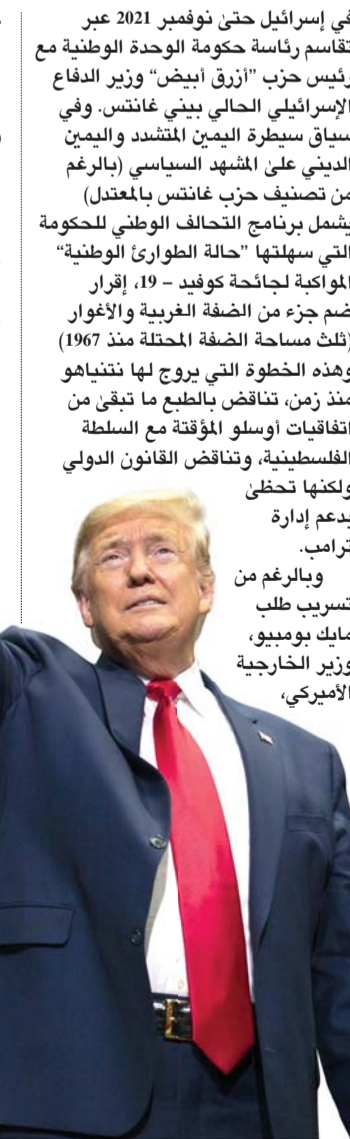 في إسرائيل حتىٰ نوفمبر 2021 عبر
تقاسم رئاسة حكومة الوحدة الوطنية مع
رئيس حزب ”أزرق أبيض“ وزير الدفاع
الإسرائيلي الحالي بيني غانتس. وفي
سياق سيطرة اليمين المتشدد واليمين
الديني علىٰ المشهد السياسي (بالرغم
من تصنيف حزب غانتس بالمعتدل)
يشمل برنامج التحالف الوطني للحكومة
التي سهلتها ”حالة الطوارئ الوطنية“
المواكبة لجائحة كوفيد – 19، إقرار
ضم جزء من الضفة الغربية والأغوار
(ثلث مساحة الضفة المحتلة منذ 1967)
وهذه الخطوة التي يروج لها نتنياهو
منذ زمن، تناقض بالطبع ما تبقىٰ من
اتفاقيات أوسلو المؤقتة مع السلطة
الفلسطينية، وتناقض القانون الدولي
ولكنها تحظىٰ
بدعم إدارة
ترامب.
وبالرغم من
تسريب طلب
مايك بومبيو،
وزير الخارجية
الأميركي،